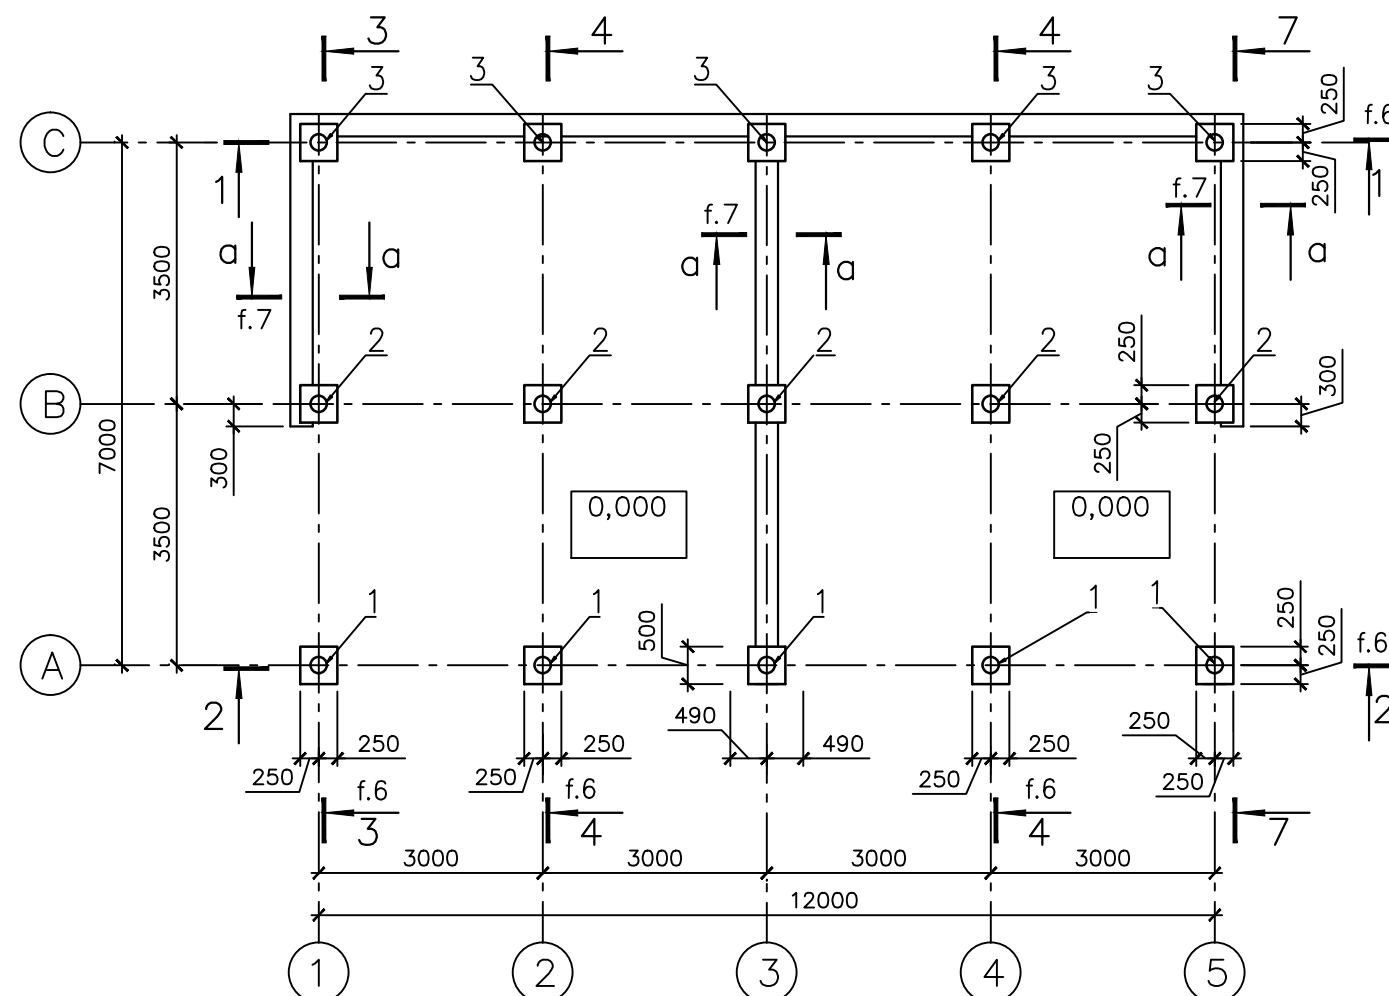 3 4 4 7
3 3 3 3 3
250
f.6
C
1
250
1
f.7
f.7
a a a a a a
3500
f.7
2 2 2 2 2
250
300
B
7000
300
250
0,000 0,000
3500
1 1 1 1 1
500
250
250
f.6
A
2
2
490
250 250 490 250 250
250 250 250 250
f.6 f.6 f.6
3 4 4 7
3000 3000 3000 3000
12000
1 2 3 4 5